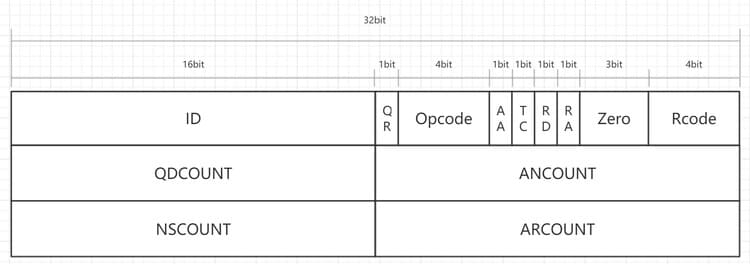 32bit
16bit 1bit 4bit 1bit 1bit 1bit 1bit 3bit 4bit
ID QR Opcode AA TC RD RA Zero Rcode
QDCOUNT ANCOUNT
NSCOUNT ARCOUNT